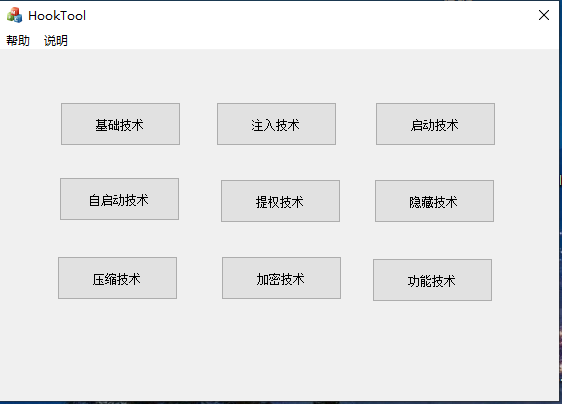 HookTool
帮助 说明
基础技术 注入技术 启动技术
自启动技术 提权技术 隐藏技术
压缩技术 加密技术 功能技术